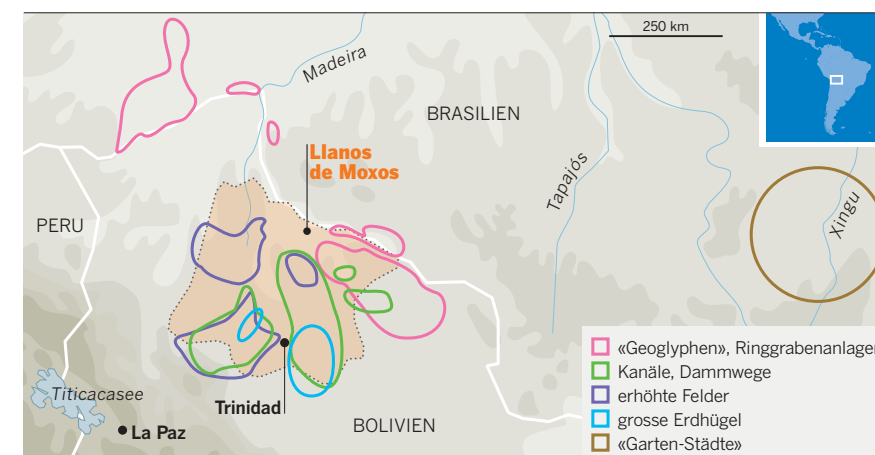 250 km
Madeira
BRASILIEN
Llanos
de Moxos
Tapajós
Xingu
PERU
«Geoglyphen», Ringgrabenanlagen
Kanäle, Dammwege
erhöhte Felder
grosse Erdhügel
«Garten-Städte»
Titicacasee
Trinidad
La Paz
BOLIVIEN